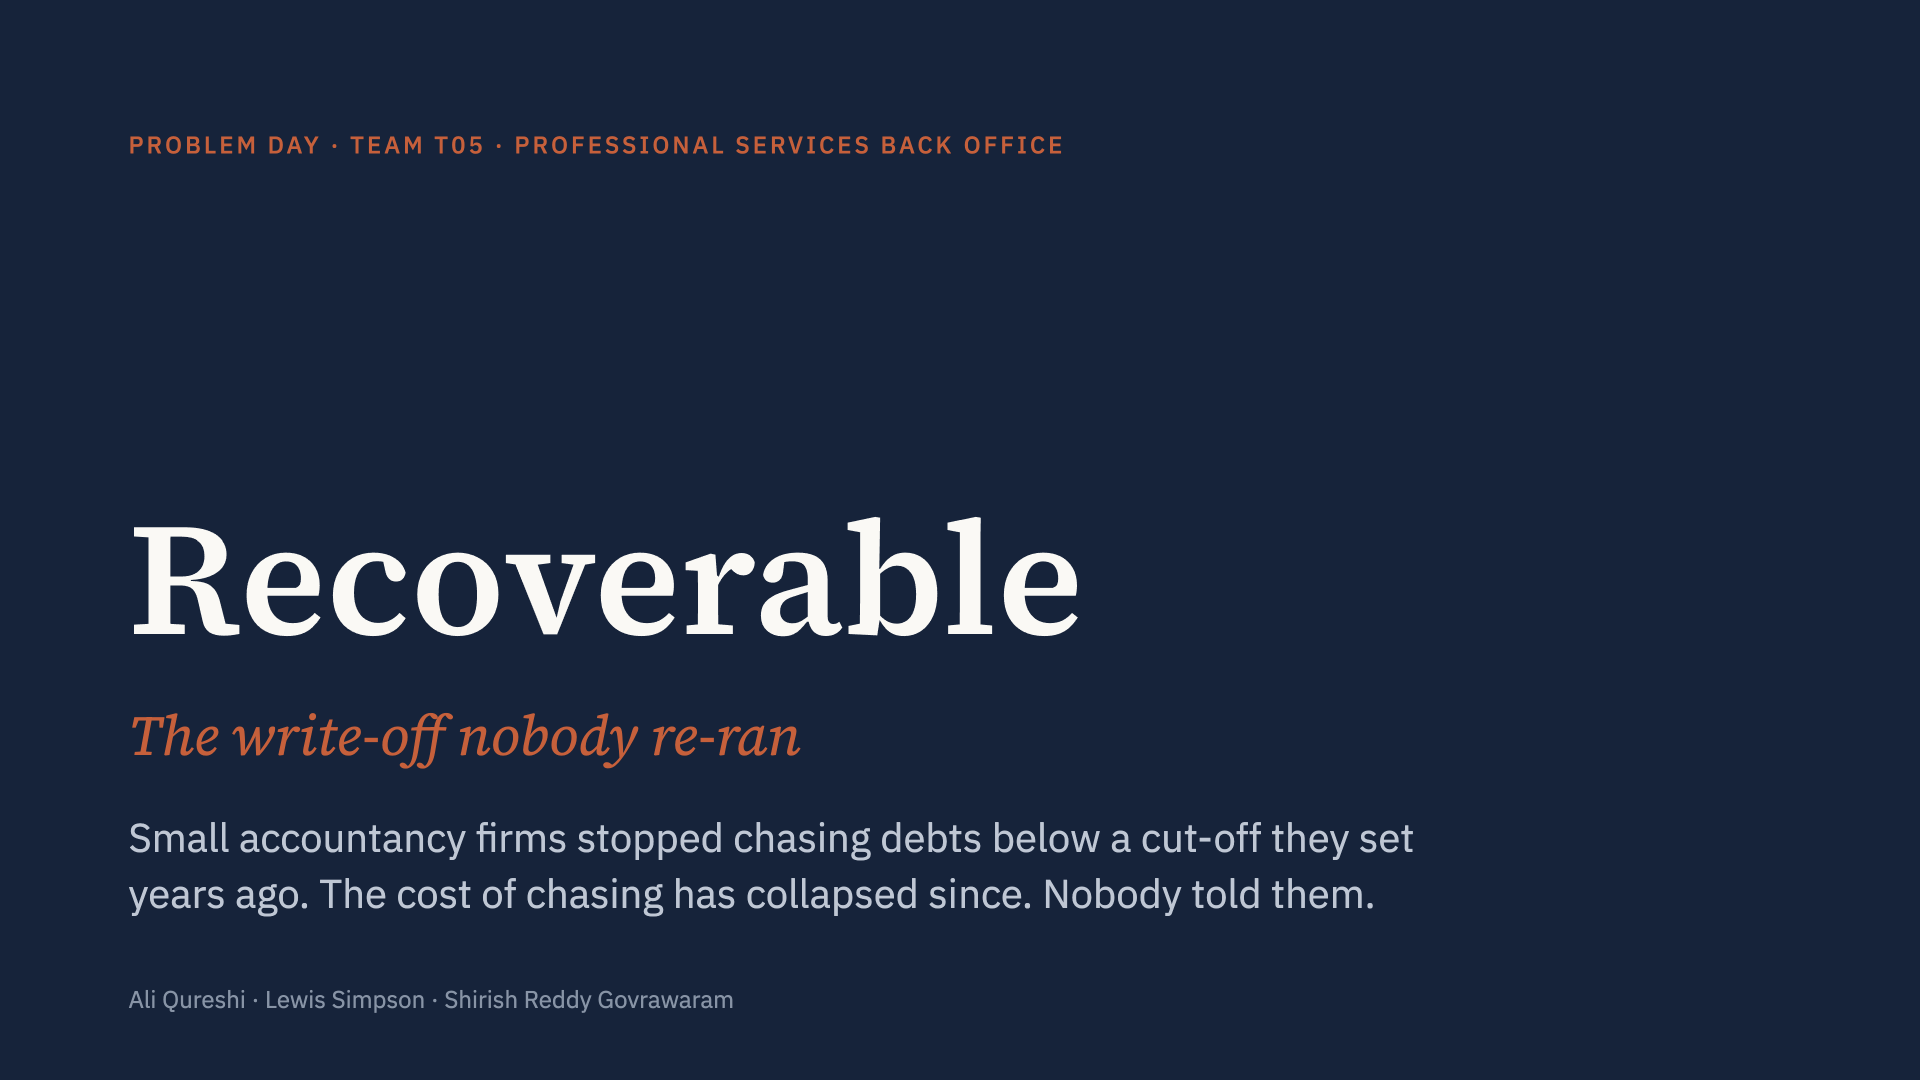 PROBLEM DAY · TEAM T05 · PROFESSIONAL SERVICES BACK OFFICE
Recoverable
The write-off nobody re-ran
Small accountancy firms stopped chasing debts below a cut-off they set
years ago. The cost of chasing has collapsed since. Nobody told them.
Ali Qureshi · Lewis Simpson · Shirish Reddy Govrawaram